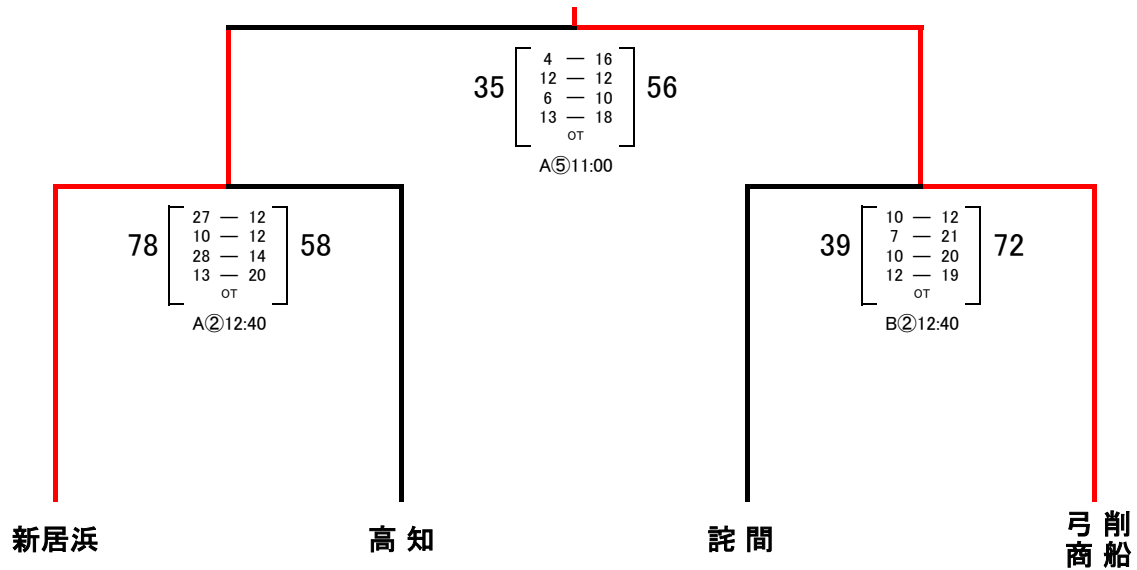 4 — 16
35 12 — 12 56
6 — 10
13 — 18
OT
A⑤11:00
27 — 12
78 10 — 12 58
28 — 14
13 — 20
OT
A②12:40
10 — 12
39 7 — 21 72
10 — 20
12 — 19
OT
B②12:40
新居浜
高 知
詫 間
弓 削
商 船